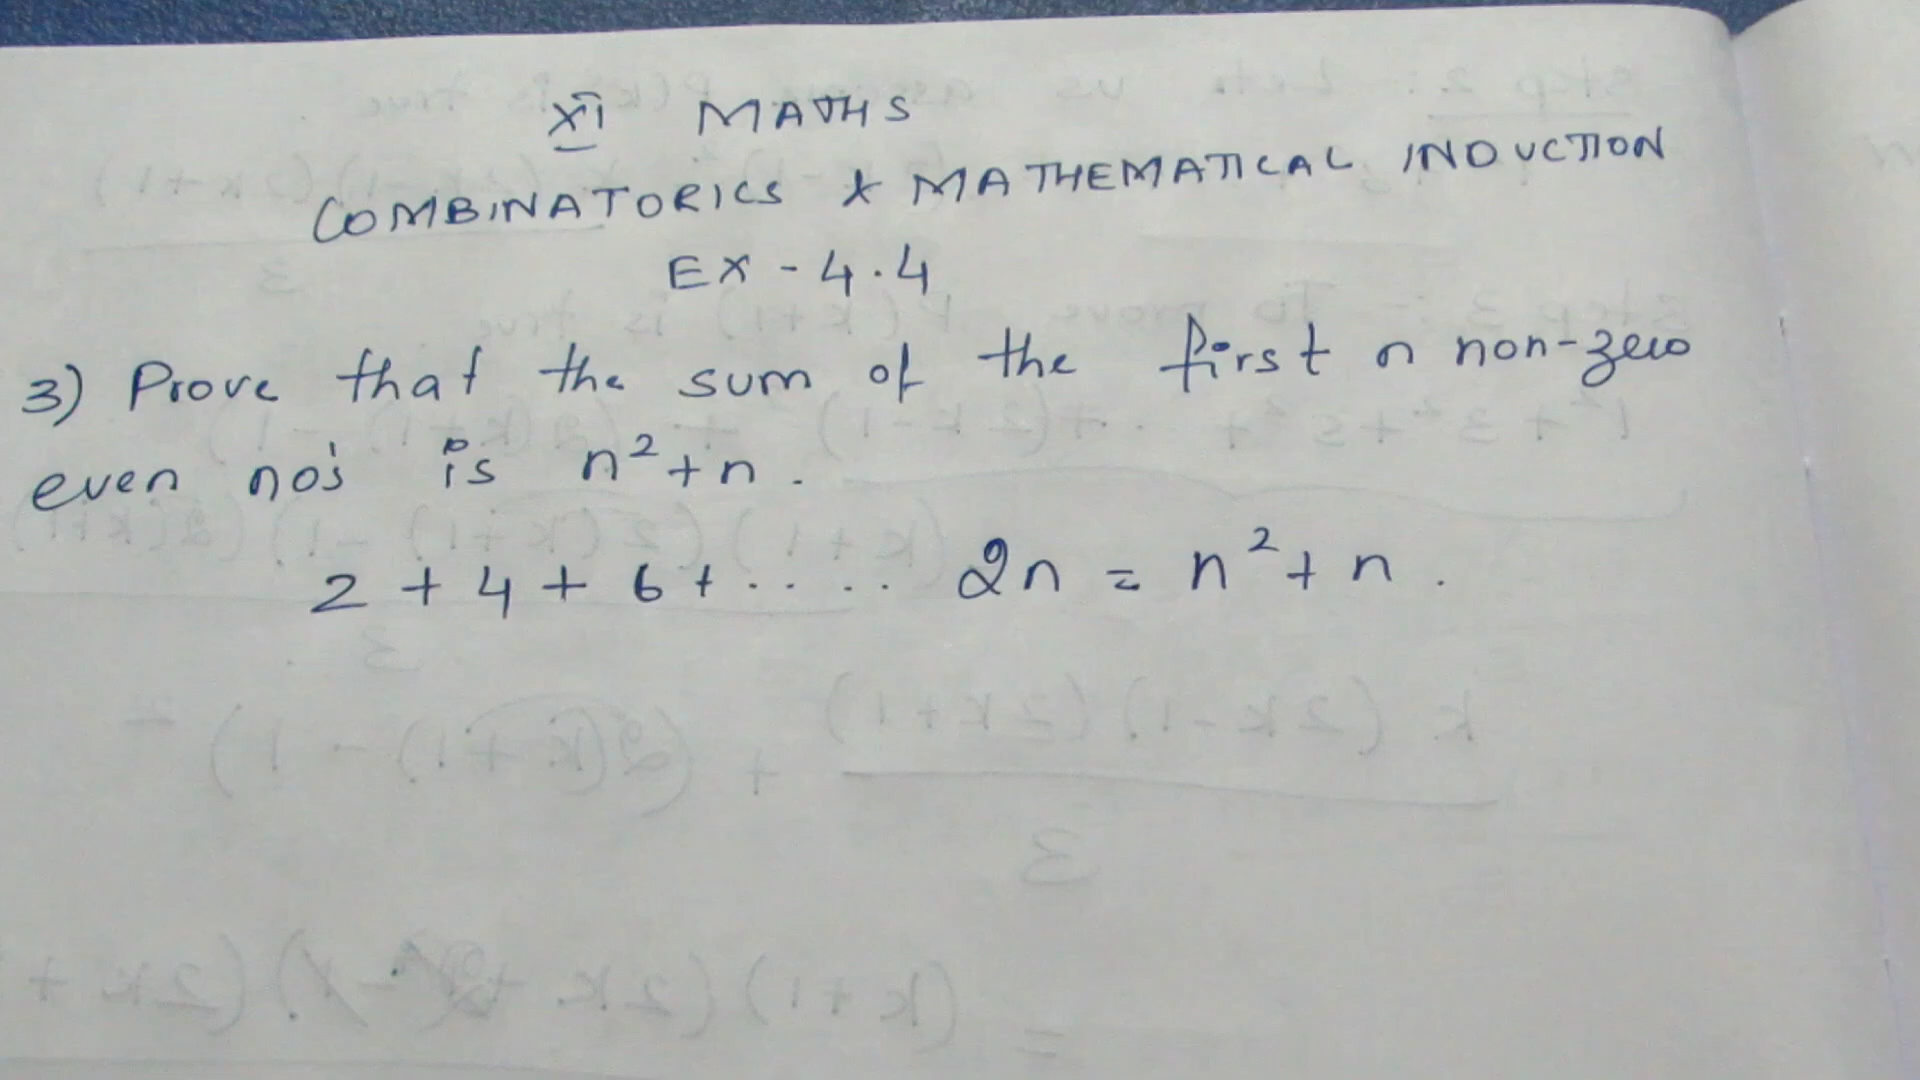 XI MATHS
COMBINATORICS & MATHEMATICAL INDUCTION
EX - 4.4
3) Prove that the sum of the first n non-zero
even no's is n² + n.
2 + 4 + 6 + ..... 2n = n² + n.